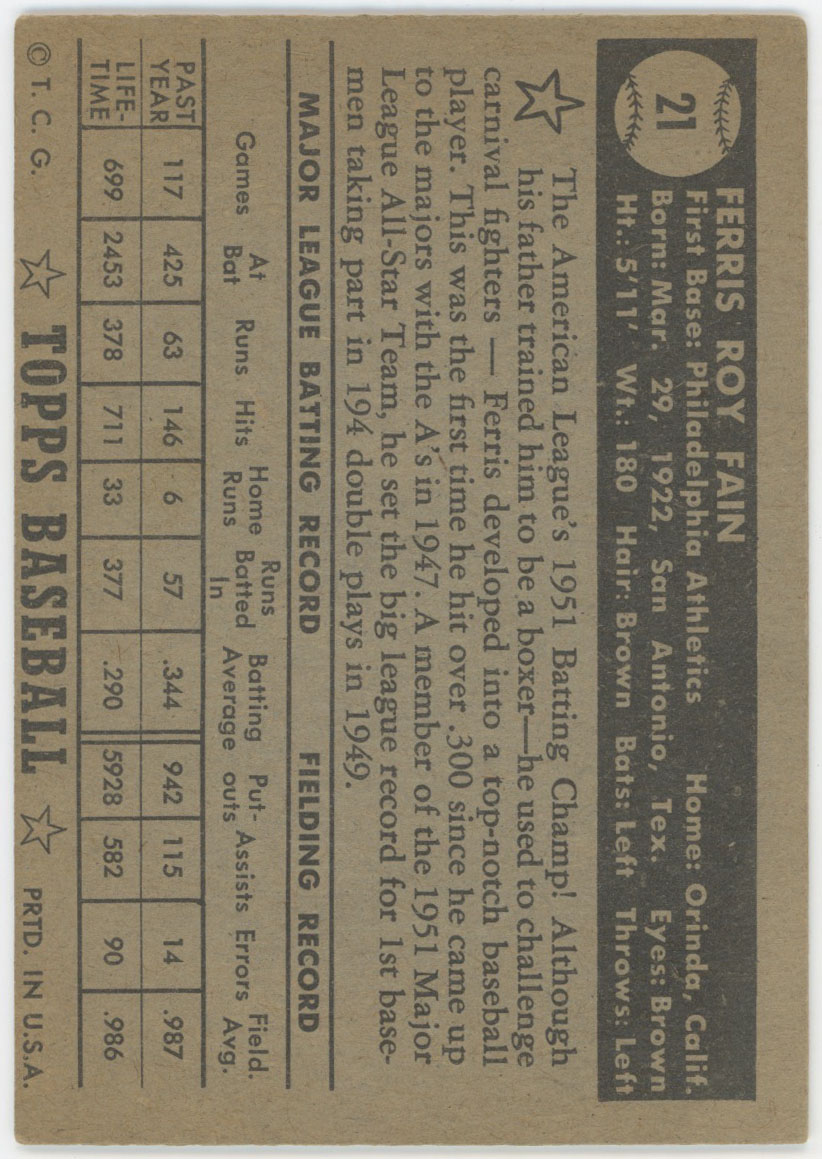 21
FERRIS ROY FAIN
First Base: Philadelphia Athletics Home: Orinda, Calif.
Born: Mar. 29, 1922, San Antonio, Tex. Eyes: Brown
Ht.: 5'11' Wt.: 180 Hair: Brown Bats: Left Throws: Left
The American League's 1951 Batting Champ! Although
his father trained him to be a boxer—he used to challenge
carnival fighters — Ferris developed into a top-notch baseball
player. This was the first time he hit over .300 since he came up
to the majors with the A's in 1947. A member of the 1951 Major
League All-Star Team, he set the big league record for 1st base-
men taking part in 194 double plays in 1949.
MAJOR LEAGUE BATTING RECORD FIELDING RECORD
Games At Bat Runs Hits Home Runs Runs Batted In Batting Average Put-outs Assists Errors Field. Avg.
PAST YEAR 117 425 63 146 6 57 .344 942 115 14 .987
LIFE-TIME 699 2453 378 711 33 377 .290 5928 582 90 .986
© T. C. G. TOPPS BASEBALL PRTD. IN U.S.A.